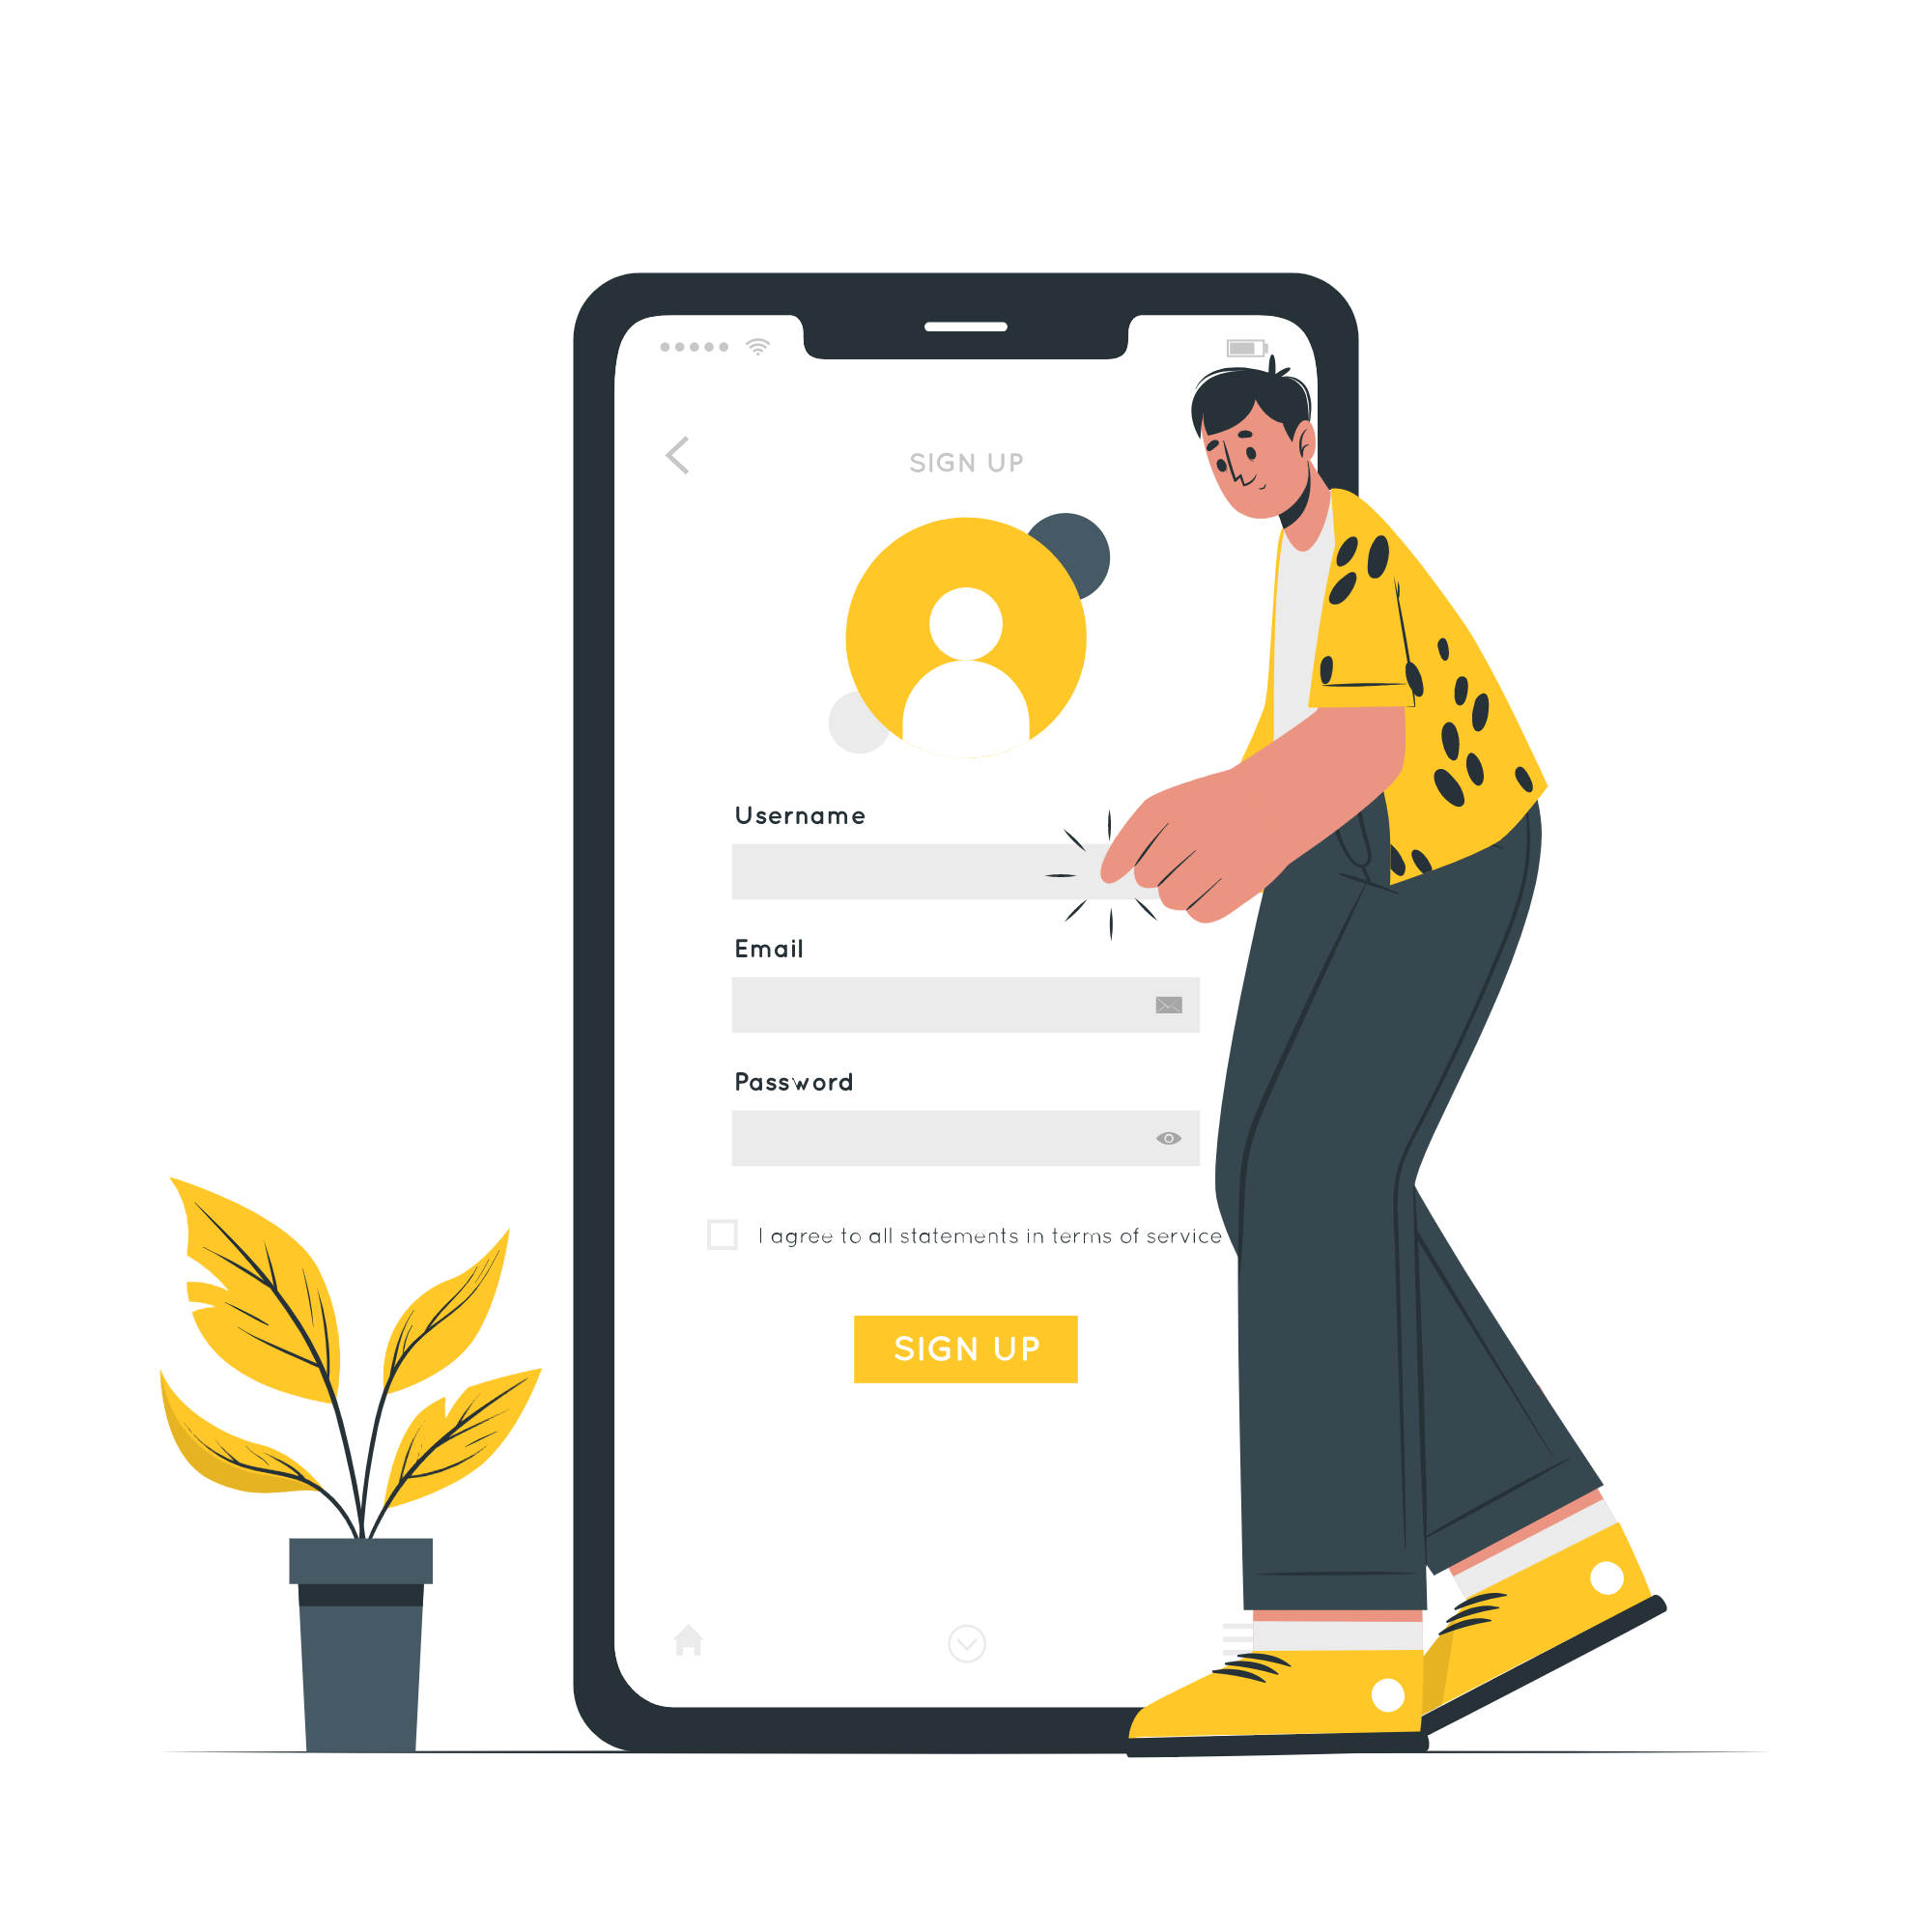 SIGN UP
Username
Email
Password
I agree to all statements in terms of service
SIGN UP